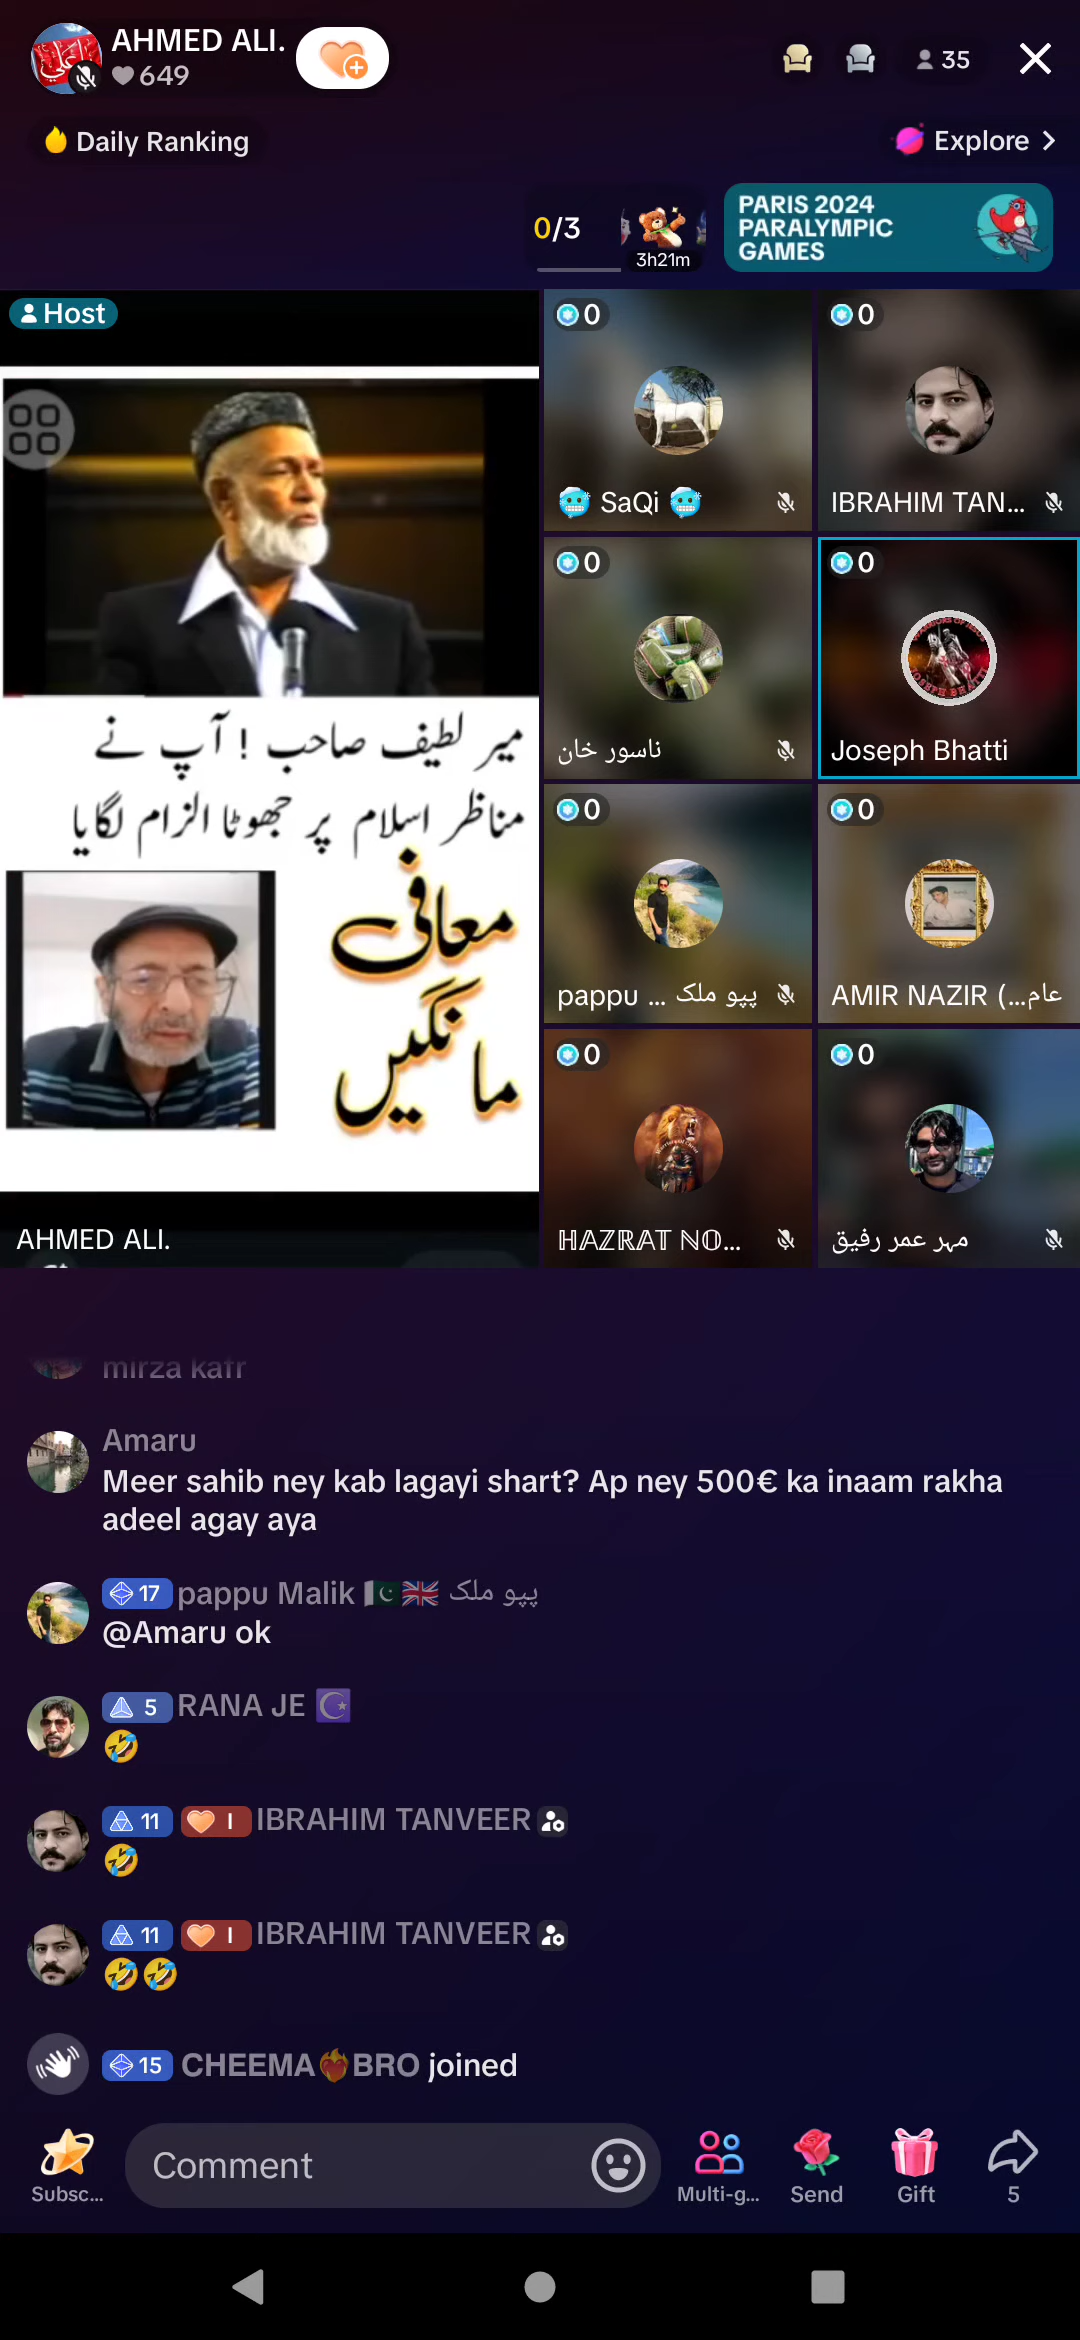 AHMED ALI.
649
35
Daily Ranking
Explore
0/3
3h21m
PARIS 2024
PARALYMPIC
GAMES
Host
میر لطیف صاحب ! آپ نے
مناظر اسلام پر جھوٹا الزام لگایا
معافی
مانگیں
AHMED ALI.
0
🥶 SaQi 🥶
0
IBRAHIM TAN...
0
ناسور خان
0
Joseph Bhatti
0
pappu ... پپو ملک
0
AMIR NAZIR (...عام
0
ℍAZℝAT ℕO...
0
مہر عمر رفیق
mirza kafr
Amaru
Meer sahib ney kab lagayi shart? Ap ney 500€ ka inaam rakha
adeel agay aya
17 pappu Malik 🇵🇰🇬🇧 پپو ملک
@Amaru ok
5 RANA JE ☪️
🤣
11 I IBRAHIM TANVEER
🤣
11 I IBRAHIM TANVEER
🤣🤣
15 CHEEMA❤️‍🔥BRO joined
Subsc...
Comment
Multi-g...
Send
Gift
5